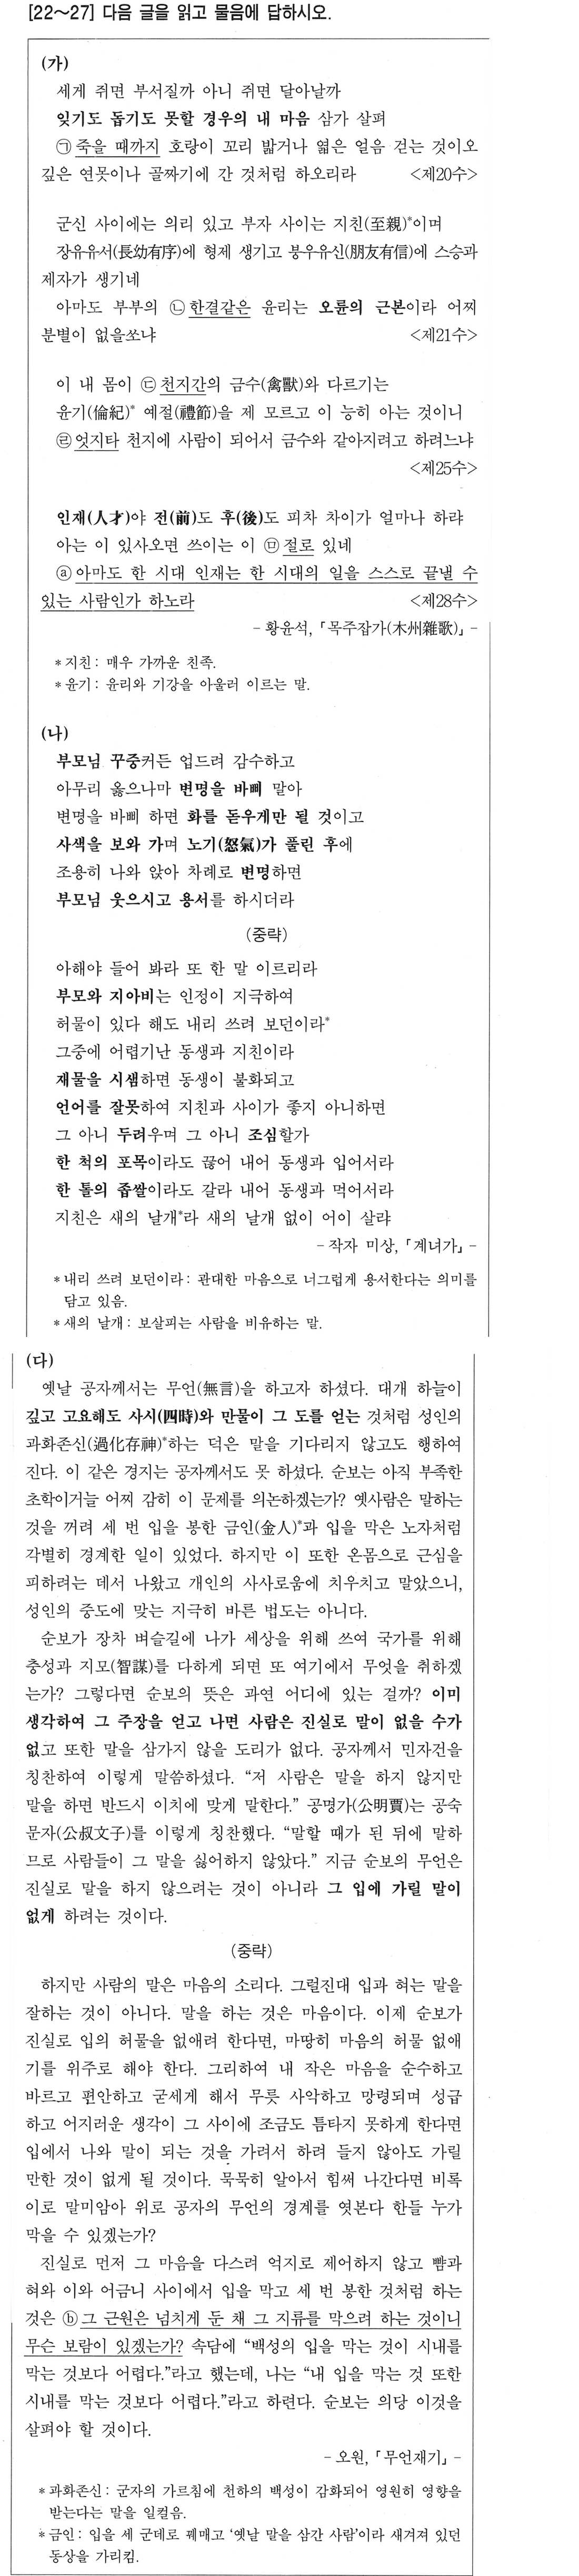 [22～27] 다음 글을 읽고 물음에 답하시오.
(가)
세게 쥐면 부서질까 아니 쥐면 달아날까
잊기도 돕기도 못할 경우의 내 마음 삼가 살펴
㉠ 죽을 때까지 호랑이 꼬리 밟거나 엷은 얼음 걷는 것이오
깊은 연못이나 골짜기에 간 것처럼 하오리라 <제20수>
군신 사이에는 의리 있고 부자 사이는 지친(至親)*이며
장유유서(長幼有序)에 형제 생기고 붕우유신(朋友有信)에 스승과
제자가 생기네
아마도 부부의 ㉡ 한결같은 윤리는 오륜의 근본이라 어찌
분별이 없을쏘냐 <제21수>
이 내 몸이 ㉢ 천지간의 금수(禽獸)와 다르기는
윤기(倫紀)* 예절(禮節)을 제 모르고 이 능히 아는 것이니
㉣ 엇지타 천지에 사람이 되어서 금수와 같아지려고 하려느냐
<제25수>
인재(人才)야 전(前)도 후(後)도 피차 차이가 얼마나 하랴
아는 이 있사오면 쓰이는 이 ㉤ 절로 있네
ⓐ 아마도 한 시대 인재는 한 시대의 일을 스스로 끝낼 수
있는 사람인가 하노라 <제28수>
- 황윤석, 「목주잡가(木州雜歌)」 -
* 지친 : 매우 가까운 친족.
* 윤기 : 윤리와 기강을 아울러 이르는 말.
(나)
부모님 꾸중커든 업드려 감수하고
아무리 옳으나마 변명을 바삐 말아
변명을 바삐 하면 화를 돋우게만 될 것이고
사색을 보와 가며 노기(怒氣)가 풀린 후에
조용히 나와 앉아 차례로 변명하면
부모님 웃으시고 용서를 하시더라
(중략)
아해야 들어 봐라 또 한 말 이르리라
부모와 지아비는 인정이 지극하여
허물이 있다 해도 내리 쓰려 보던이라*
그중에 어렵기난 동생과 지친이라
재물을 시샘하면 동생이 불화되고
언어를 잘못하여 지친과 사이가 좋지 아니하면
그 아니 두려우며 그 아니 조심할가
한 척의 포목이라도 끊어 내어 동생과 입어서라
한 톨의 좁쌀이라도 갈라 내어 동생과 먹어서라
지친은 새의 날개*라 새의 날개 없이 어이 살랴
- 작자 미상, 「계녀가」 -
* 내리 쓰려 보던이라 : 관대한 마음으로 너그럽게 용서한다는 의미를
담고 있음.
* 새의 날개 : 보살피는 사람을 비유하는 말.
(다)
옛날 공자께서는 무언(無言)을 하고자 하셨다. 대개 하늘이
깊고 고요해도 사시(四時)와 만물이 그 도를 얻는 것처럼 성인의
과화존신(過化存神)*하는 덕은 말을 기다리지 않고도 행하여
진다. 이 같은 경지는 공자께서도 못 하셨다. 순보는 아직 부족한
초학이거늘 어찌 감히 이 문제를 의논하겠는가? 옛사람은 말하는
것을 꺼려 세 번 입을 봉한 금인(金人)*과 입을 막은 노자처럼
각별히 경계한 일이 있었다. 하지만 이 또한 온몸으로 근심을
피하려는 데서 나왔고 개인의 사사로움에 치우치고 말았으니,
성인의 중도에 맞는 지극히 바른 법도는 아니다.
순보가 장차 벼슬길에 나가 세상을 위해 쓰여 국가를 위해
충성과 지모(智謀)를 다하게 되면 또 여기에서 무엇을 취하겠
는가? 그렇다면 순보의 뜻은 과연 어디에 있는 걸까? 이미
생각하여 그 주장을 얻고 나면 사람은 진실로 말이 없을 수가
없고 또한 말을 삼가지 않을 도리가 없다. 공자께서 민자건을
칭찬하여 이렇게 말씀하셨다. “저 사람은 말을 하지 않지만
말을 하면 반드시 이치에 맞게 말한다.” 공명가(公明賈)는 공숙
문자(公叔文子)를 이렇게 칭찬했다. “말할 때가 된 뒤에 말하
므로 사람들이 그 말을 싫어하지 않았다.” 지금 순보의 무언은
진실로 말을 하지 않으려는 것이 아니라 그 입에 가릴 말이
없게 하려는 것이다.
(중략)
하지만 사람의 말은 마음의 소리다. 그럴진대 입과 혀는 말을
잘하는 것이 아니다. 말을 하는 것은 마음이다. 이제 순보가
진실로 입의 허물을 없애려 한다면, 마땅히 마음의 허물 없애
기를 위주로 해야 한다. 그리하여 내 작은 마음을 순수하고
바르고 편안하고 굳세게 해서 무릇 사악하고 망령되며 성급
하고 어지러운 생각이 그 사이에 조금도 틈타지 못하게 한다면
입에서 나와 말이 되는 것을 가려서 하려 들지 않아도 가릴
만한 것이 없게 될 것이다. 묵묵히 알아서 힘써 나간다면 비록
이로 말미암아 위로 공자의 무언의 경계를 엿본다 한들 누가
막을 수 있겠는가?
진실로 먼저 그 마음을 다스려 억지로 제어하지 않고 뺨과
혀와 이와 어금니 사이에서 입을 막고 세 번 봉한 것처럼 하는
것은 ⓑ 그 근원은 넘치게 둔 채 그 지류를 막으려 하는 것이니
무슨 보람이 있겠는가? 속담에 “백성의 입을 막는 것이 시내를
막는 것보다 어렵다.”라고 했는데, 나는 “내 입을 막는 것 또한
시내를 막는 것보다 어렵다.”라고 하련다. 순보는 의당 이것을
살펴야 할 것이다.
- 오원, 「무언재기」 -
* 과화존신 : 군자의 가르침에 천하의 백성이 감화되어 영원히 영향을
받는다는 말을 일컬음.
* 금인 : 입을 세 군데로 꿰매고 ‘옛날 말을 삼간 사람’이라 새겨져 있던
동상을 가리킴.